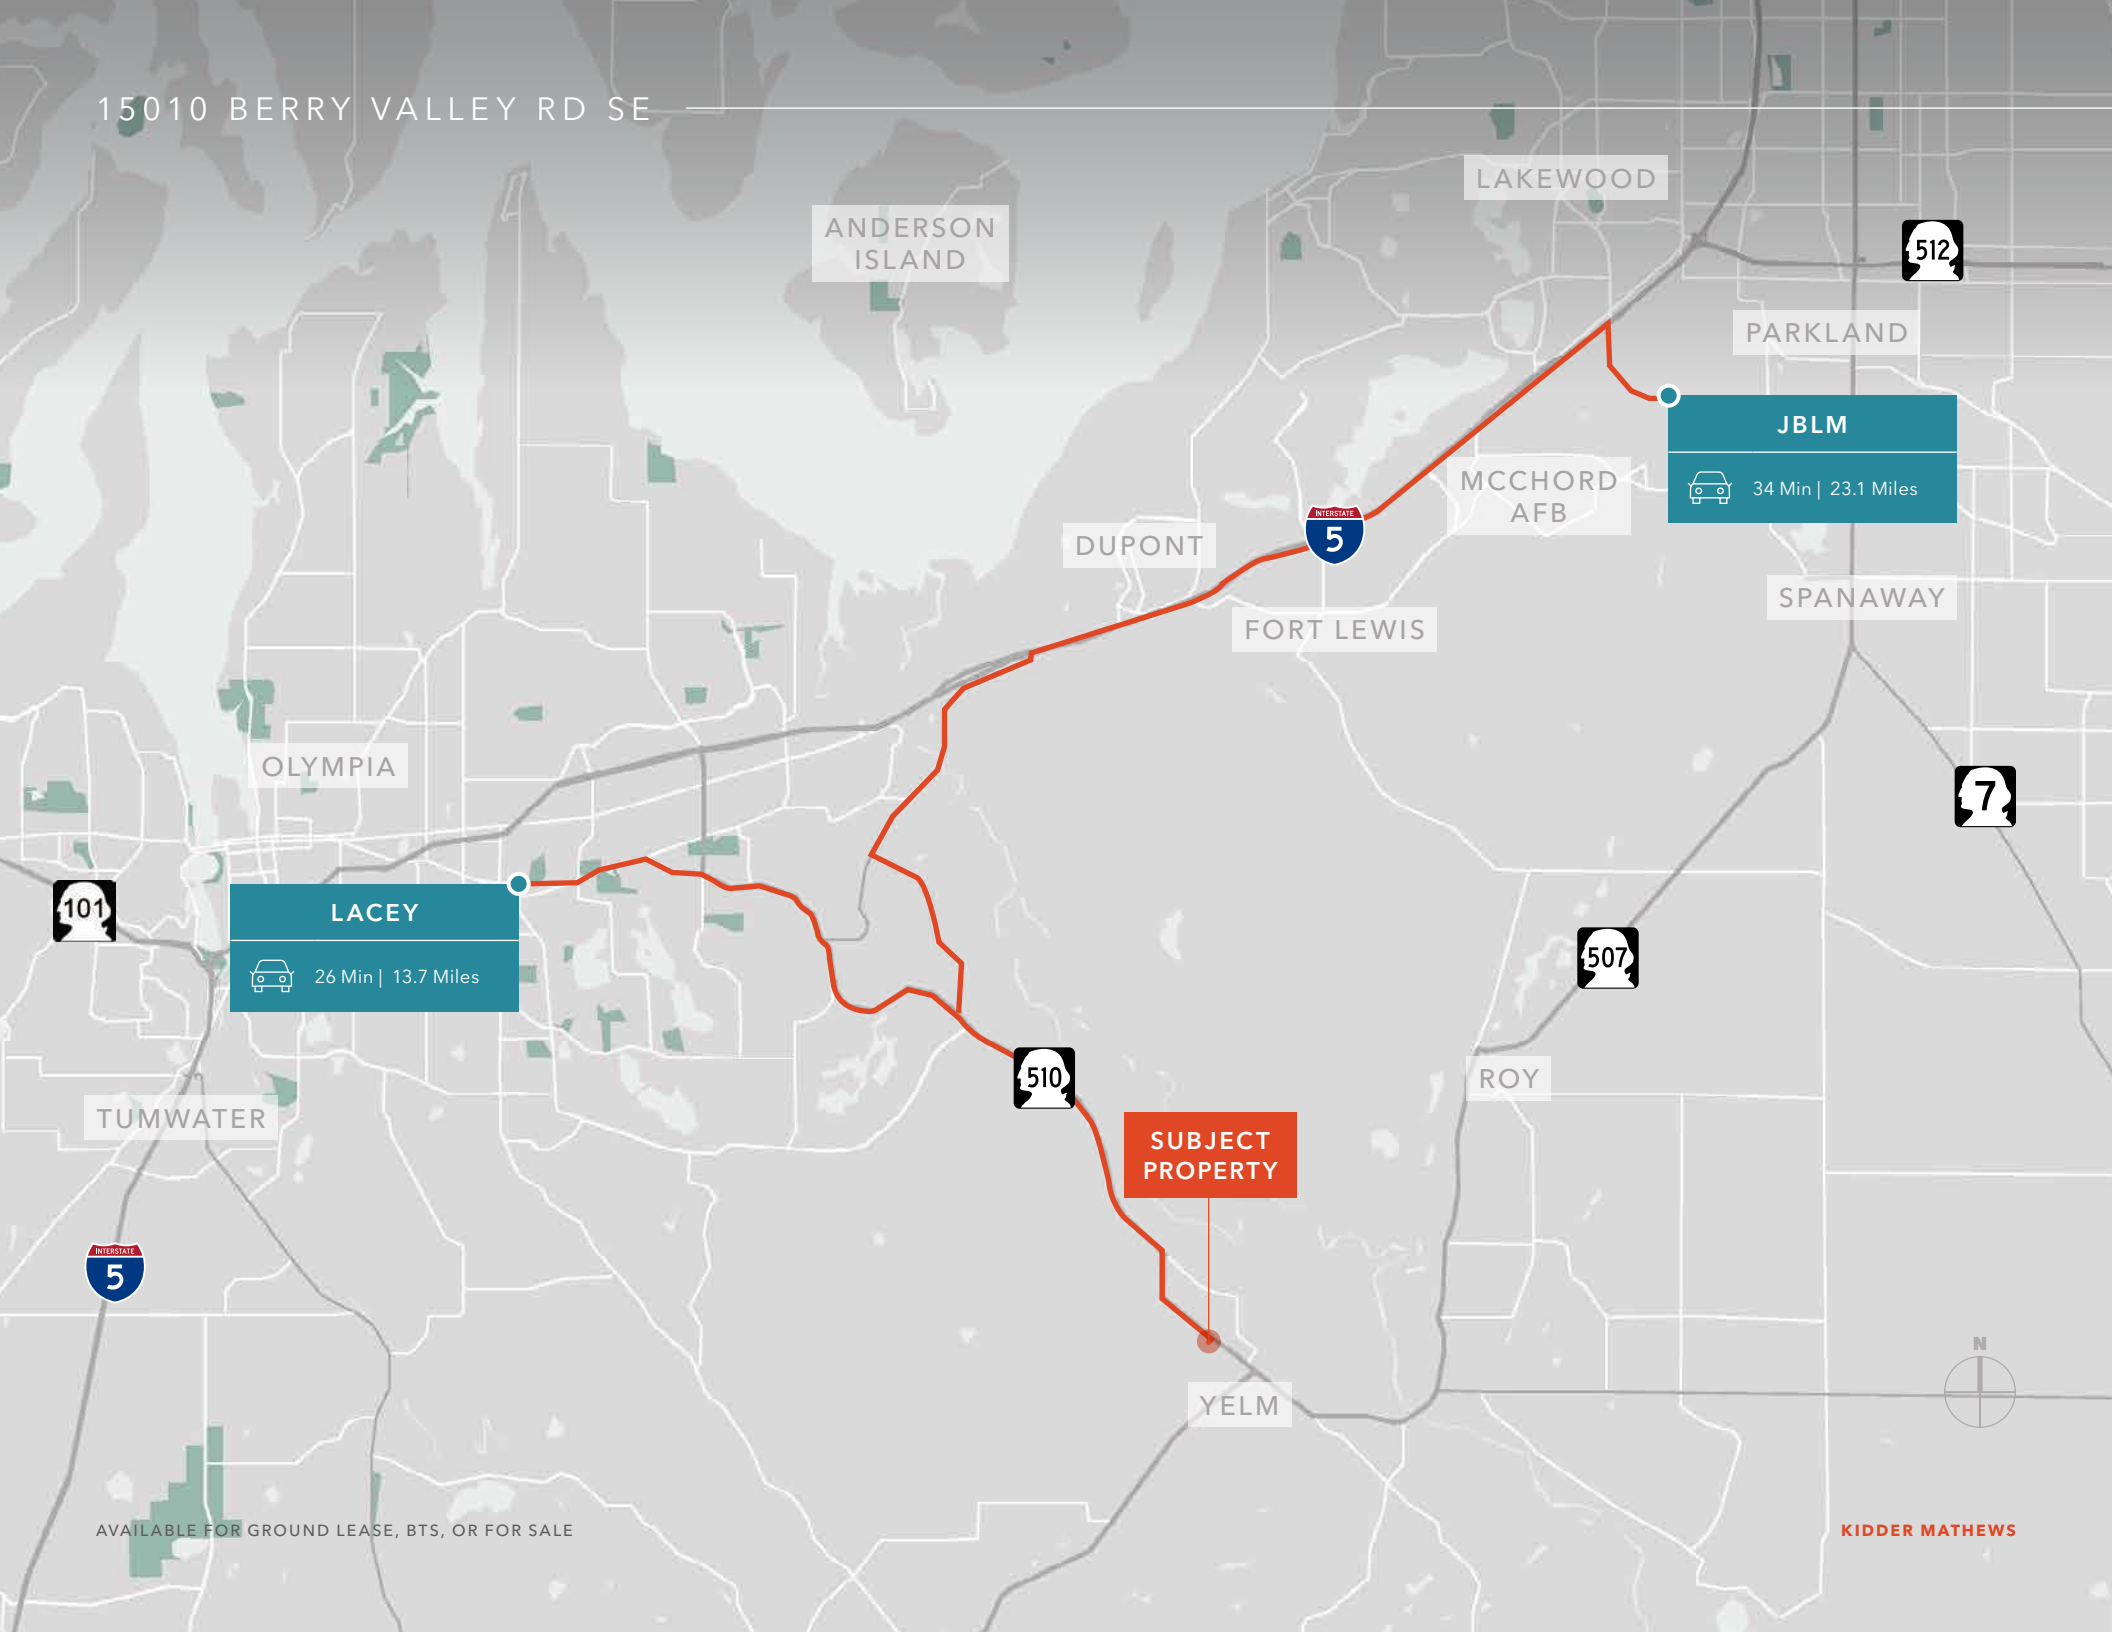 15010 BERRY VALLEY RD SE
LAKEWOOD
ANDERSON
ISLAND
512
PARKLAND
JBLM
34 Min | 23.1 Miles
MCCHORD
AFB
INTERSTATE
5
DUPONT
SPANAWAY
FORT LEWIS
OLYMPIA
7
101
LACEY
26 Min | 13.7 Miles
507
510
ROY
TUMWATER
SUBJECT
PROPERTY
INTERSTATE
5
N
YELM
AVAILABLE FOR GROUND LEASE, BTS, OR FOR SALE
KIDDER MATHEWS